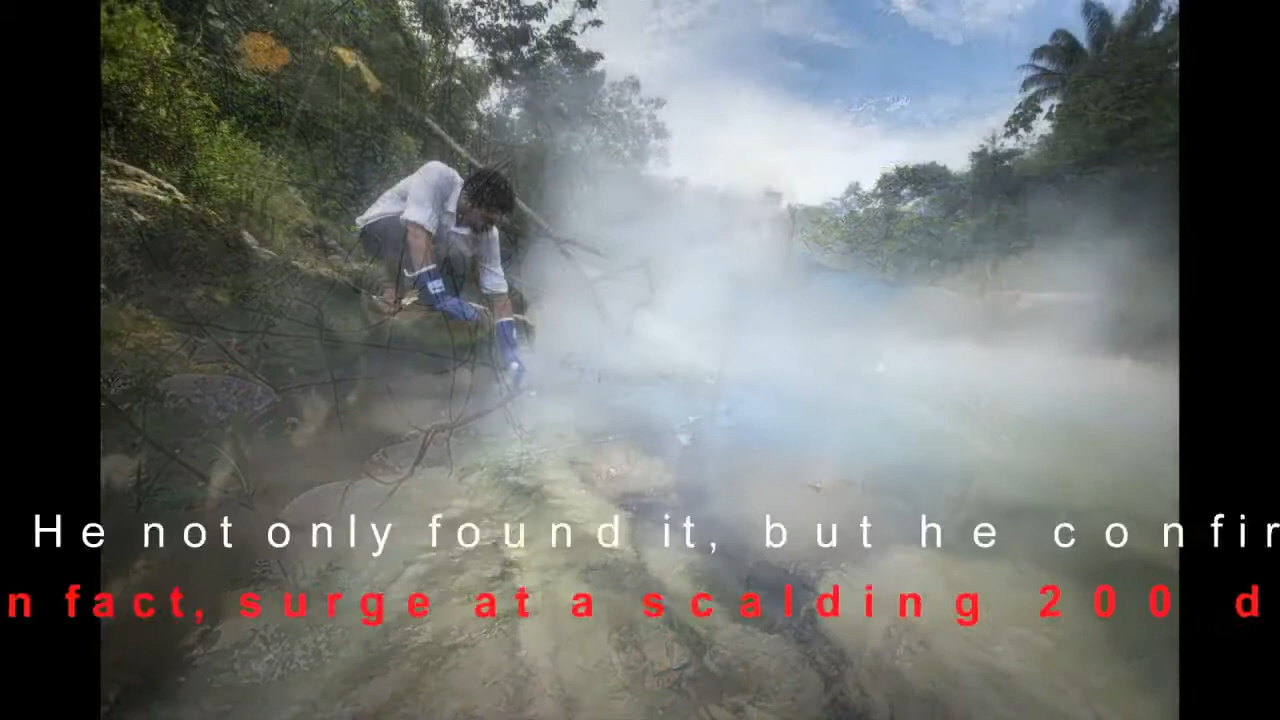 He not only found it, but he confir
n fact, surge at a scalding 200 d